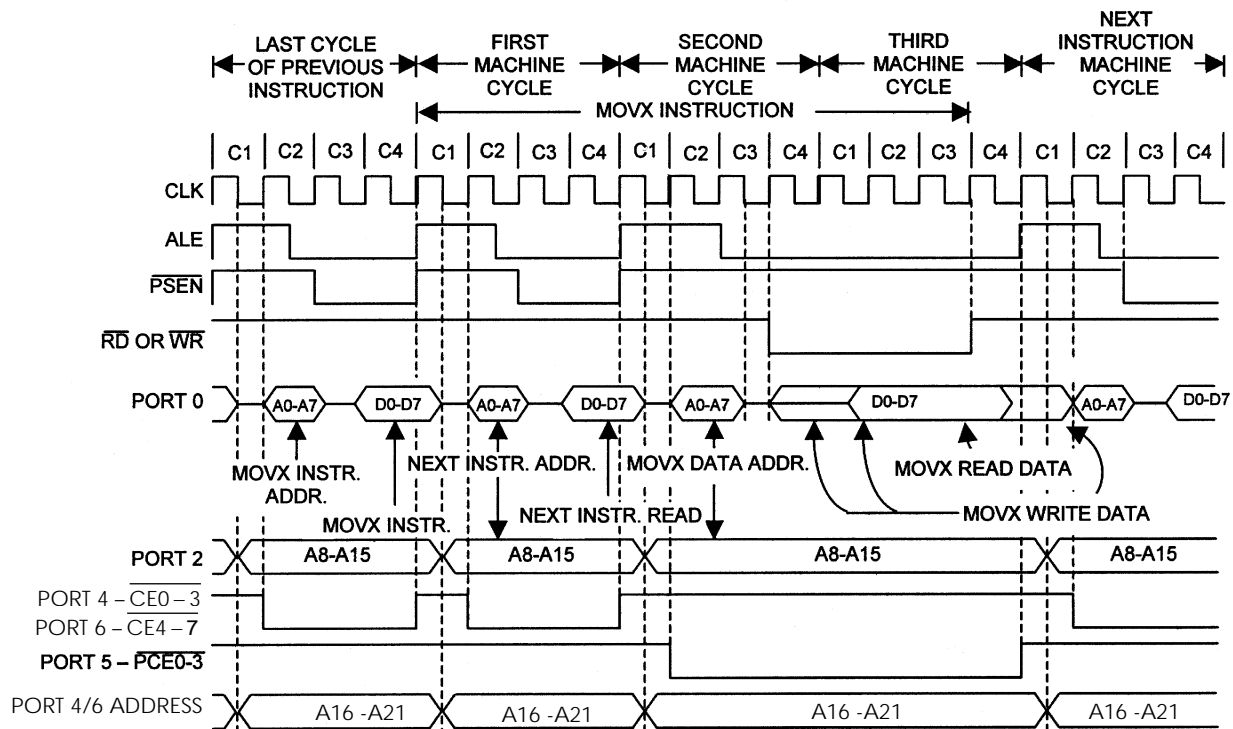 LAST CYCLE
OF PREVIOUS
INSTRUCTION
FIRST
MACHINE
CYCLE
SECOND
MACHINE
CYCLE
THIRD
MACHINE
CYCLE
NEXT
INSTRUCTION
MACHINE
CYCLE
MOVX INSTRUCTION
C1 C2 C3 C4 C1 C2 C3 C4 C1 C2 C3 C4 C1 C2 C3 C4 C1 C2 C3 C4
CLK
ALE
PSEN
RD OR WR
PORT 0 A0-A7 D0-D7 A0-A7 D0-D7 A0-A7 D0-D7 A0-A7 D0-D7
MOVX INSTR.
ADDR.
NEXT INSTR. ADDR.
MOVX DATA ADDR.
MOVX READ DATA
MOVX INSTR.
NEXT INSTR. READ
MOVX WRITE DATA
PORT 2 A8-A15 A8-A15 A8-A15 A8-A15
PORT 4 – CE0 – 3
PORT 6 – CE4 – 7
PORT 5 – PCE0-3
PORT 4/6 ADDRESS A16 -A21 A16 -A21 A16 -A21 A16 -A21